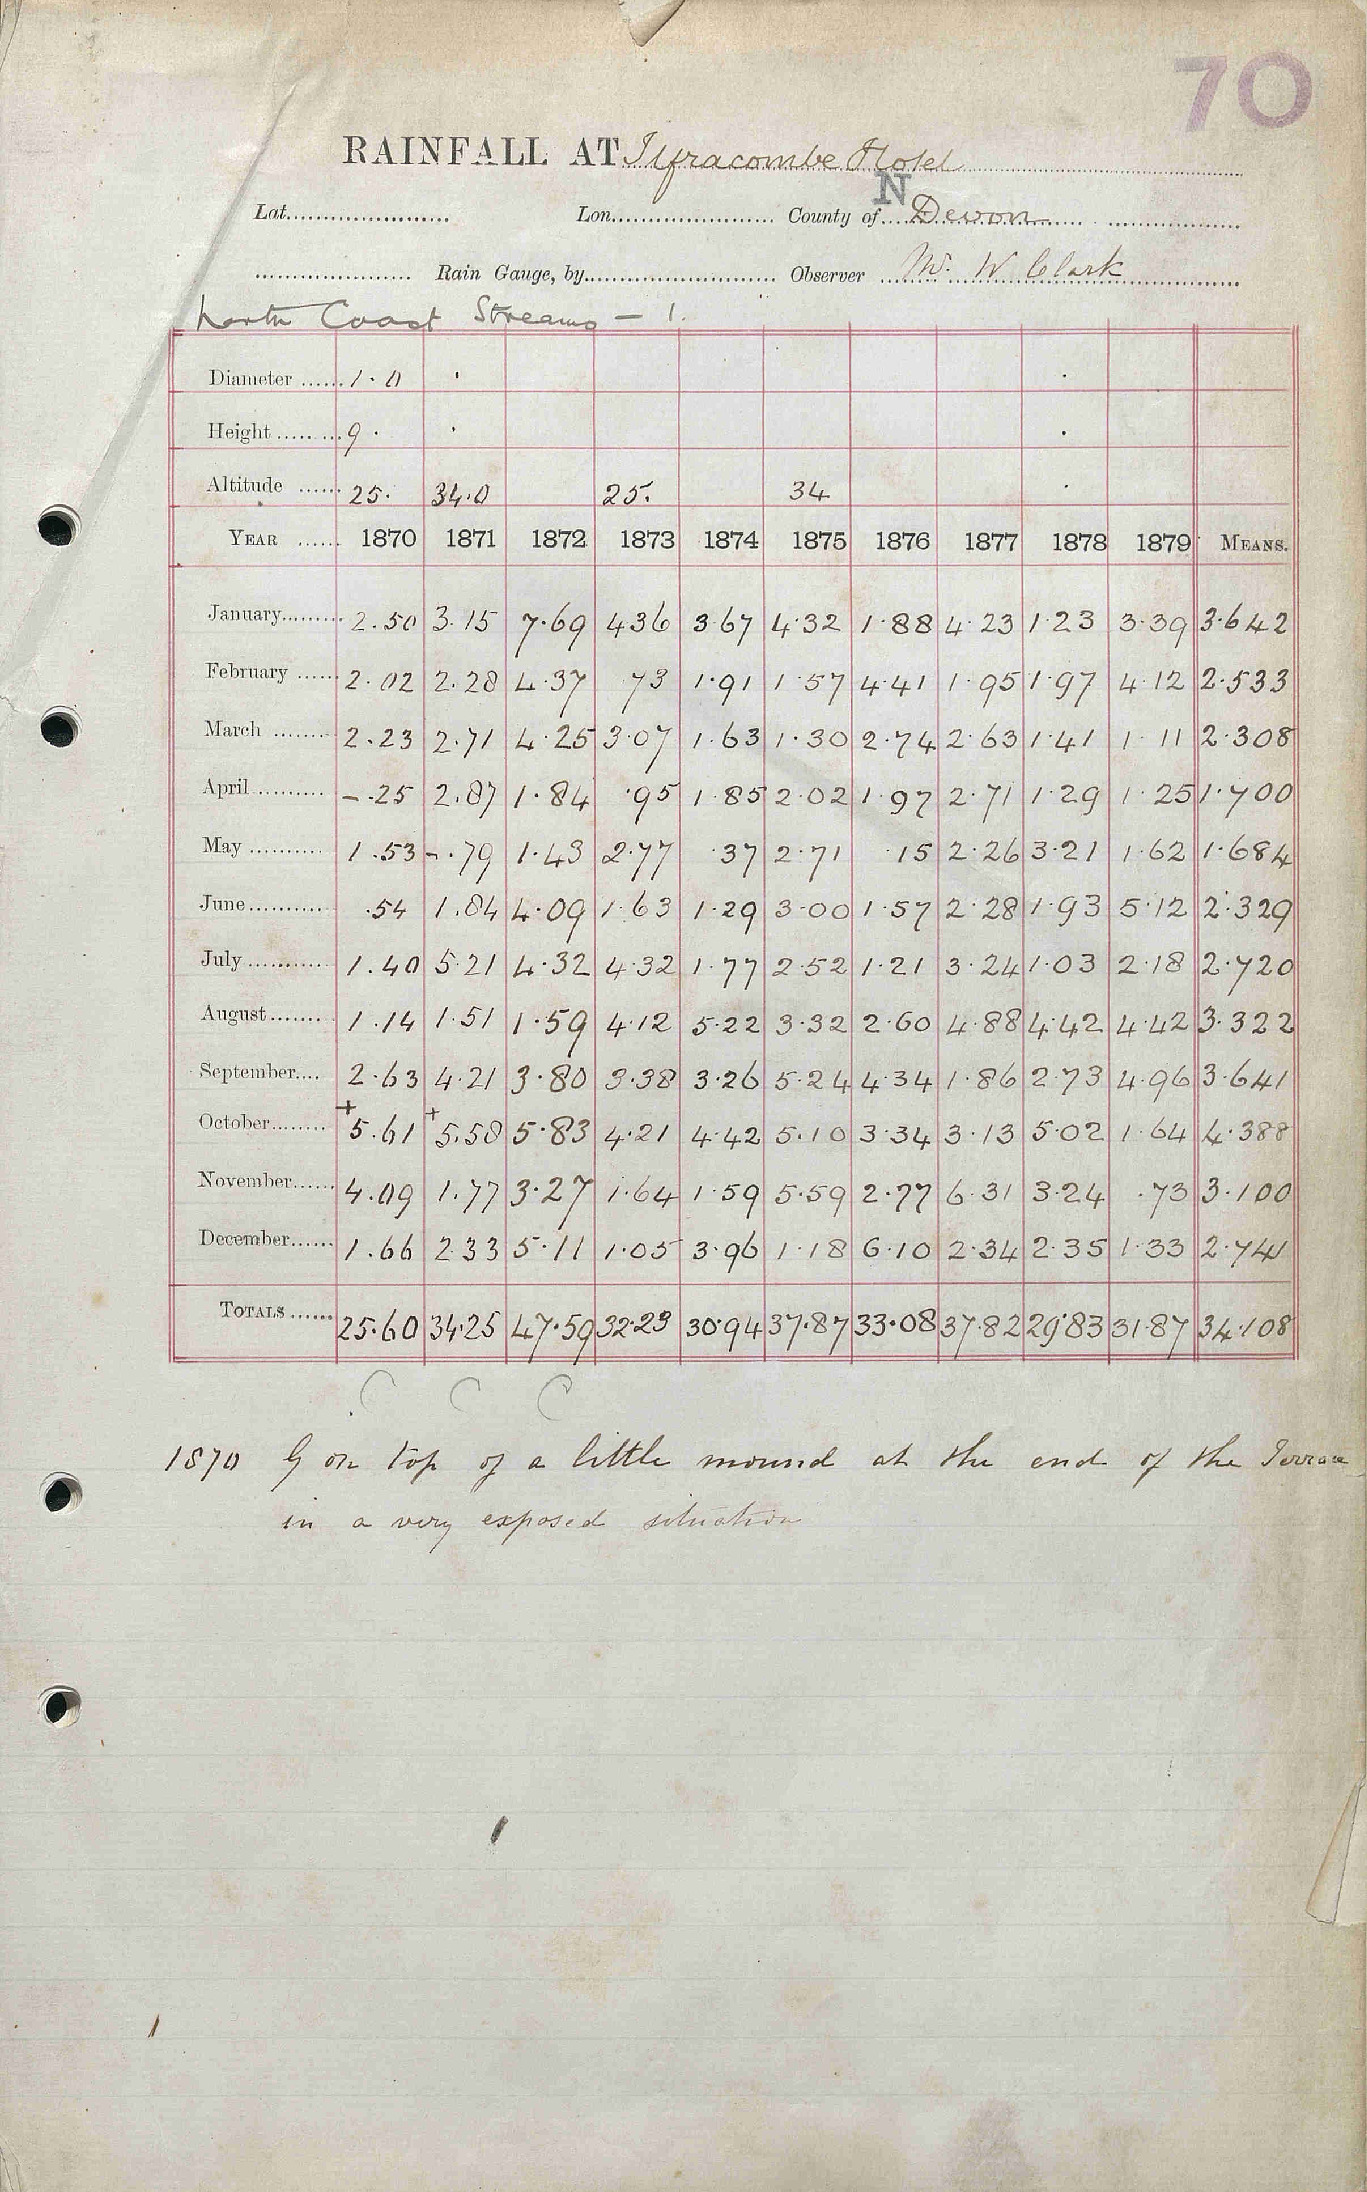 70
RAINFALL AT Ilfracombe Hotel
Lat. Lon. County of N Devon
Rain Gauge, by Observer Mr. W Clark
North Coast Streams - 1.
Diameter 1.0
Height 9.
Altitude 25. 34.0 25. 34
YEAR 1870 1871 1872 1873 1874 1875 1876 1877 1878 1879 MEANS.
January 2.50 3.15 7.69 4 36 3.67 4.32 1.88 4.23 1.23 3.39 3.642
February 2.02 2.28 4.37 73 1.91 1.57 4.41 1.95 1.97 4.12 2.533
March 2.23 2.71 4.25 3.07 1.63 1.30 2.74 2.63 1.41 1 11 2.308
April -.25 2.87 1.84 .95 1.85 2.02 1.97 2.71 1.29 1.25 1.700
May 1.53 -.79 1.43 2.77 .37 2.71 .15 2.26 3.21 1.62 1.684
June .54 1.84 4.09 1.63 1.29 3.00 1.57 2.28 1.93 5.12 2.329
July 1.40 5.21 4.32 4.32 1.77 2.52 1.21 3.24 1.03 2.18 2.720
August 1.14 1.51 1.59 4.12 5.22 3.32 2.60 4.88 4.42 4.42 3.322
September 2.63 4.21 3.80 3.38 3.26 5.24 4.34 1.86 2.73 4.96 3.641
October +5.61 +5.58 5.83 4.21 4.42 5.10 3.34 3.13 5.02 1.64 4.388
November 4.09 1.77 3.27 1.64 1.59 5.59 2.77 6.31 3.24 .73 3.100
December 1.66 2.33 5.11 1.05 3.96 1.18 6.10 2.34 2.35 1.33 2.741
TOTALS 25.60 34.25 47.59 32.23 30.94 37.87 33.08 37.82 29.83 31.87 34.108
1870 G on top of a little mound at the end of the Terrace
in a very exposed situation